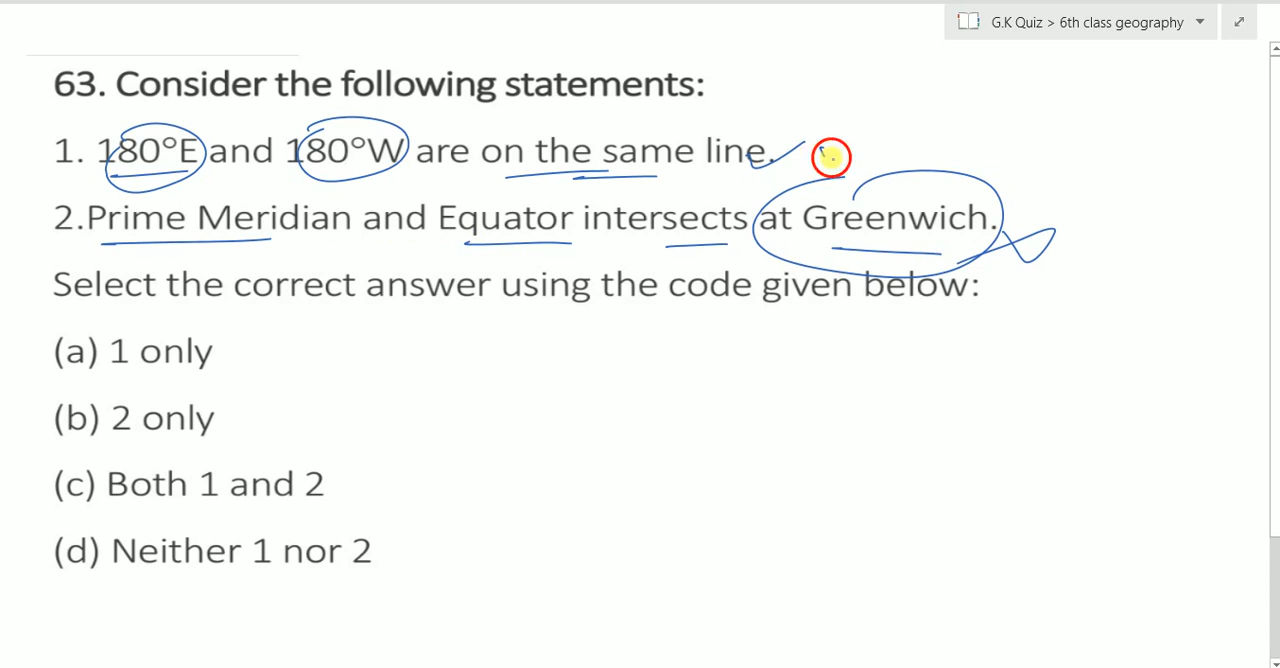 G.K Quiz > 6th class geography
63. Consider the following statements:
1. 180°E and 180°W are on the same line.
2.Prime Meridian and Equator intersects at Greenwich.
Select the correct answer using the code given below:
(a) 1 only
(b) 2 only
(c) Both 1 and 2
(d) Neither 1 nor 2